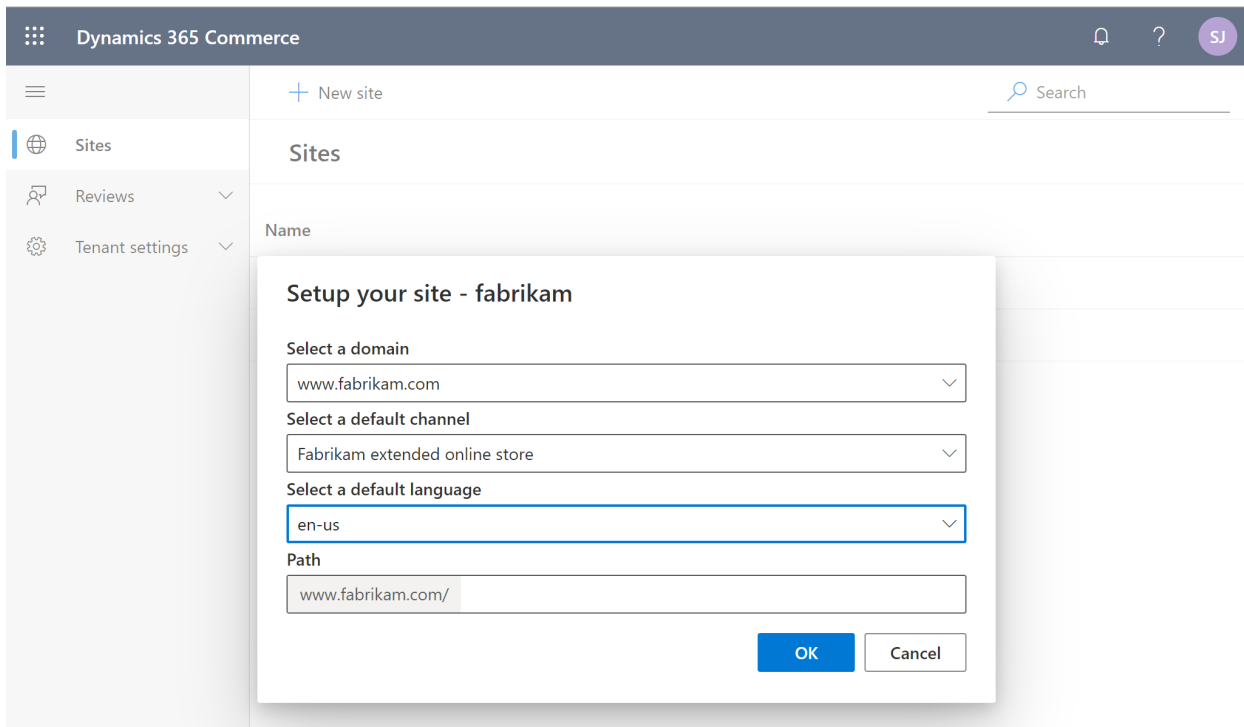 Dynamics 365 Commerce
?
SJ
New site
Search
Sites
Sites
Reviews
Tenant settings
Name
Setup your site - fabrikam
Select a domain
www.fabrikam.com
Select a default channel
Fabrikam extended online store
Select a default language
en-us
Path
www.fabrikam.com/
OK
Cancel